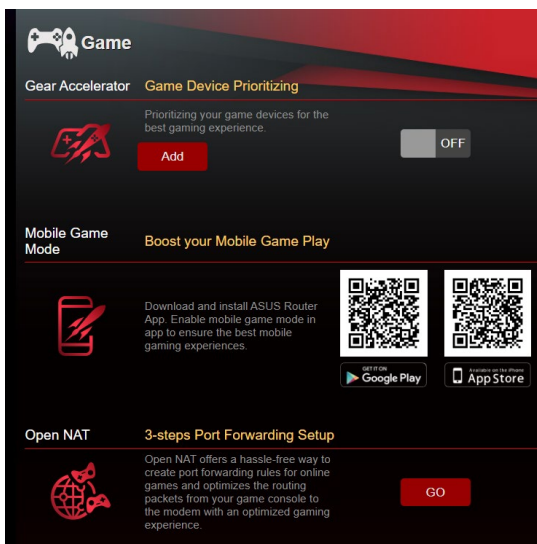 Game
Gear Accelerator
Game Device Prioritizing
Prioritizing your game devices for the
best gaming experience.
Add
OFF
Mobile Game
Mode
Boost your Mobile Game Play
Download and install ASUS Router
App. Enable mobile game mode in
app to ensure the best mobile
gaming experiences.
GET IT ON
Google Play
Available on the iPhone
App Store
Open NAT
3-steps Port Forwarding Setup
Open NAT offers a hassle-free way to
create port forwarding rules for online
games and optimizes the routing
packets from your game console to
the modem with an optimized gaming
experience.
GO